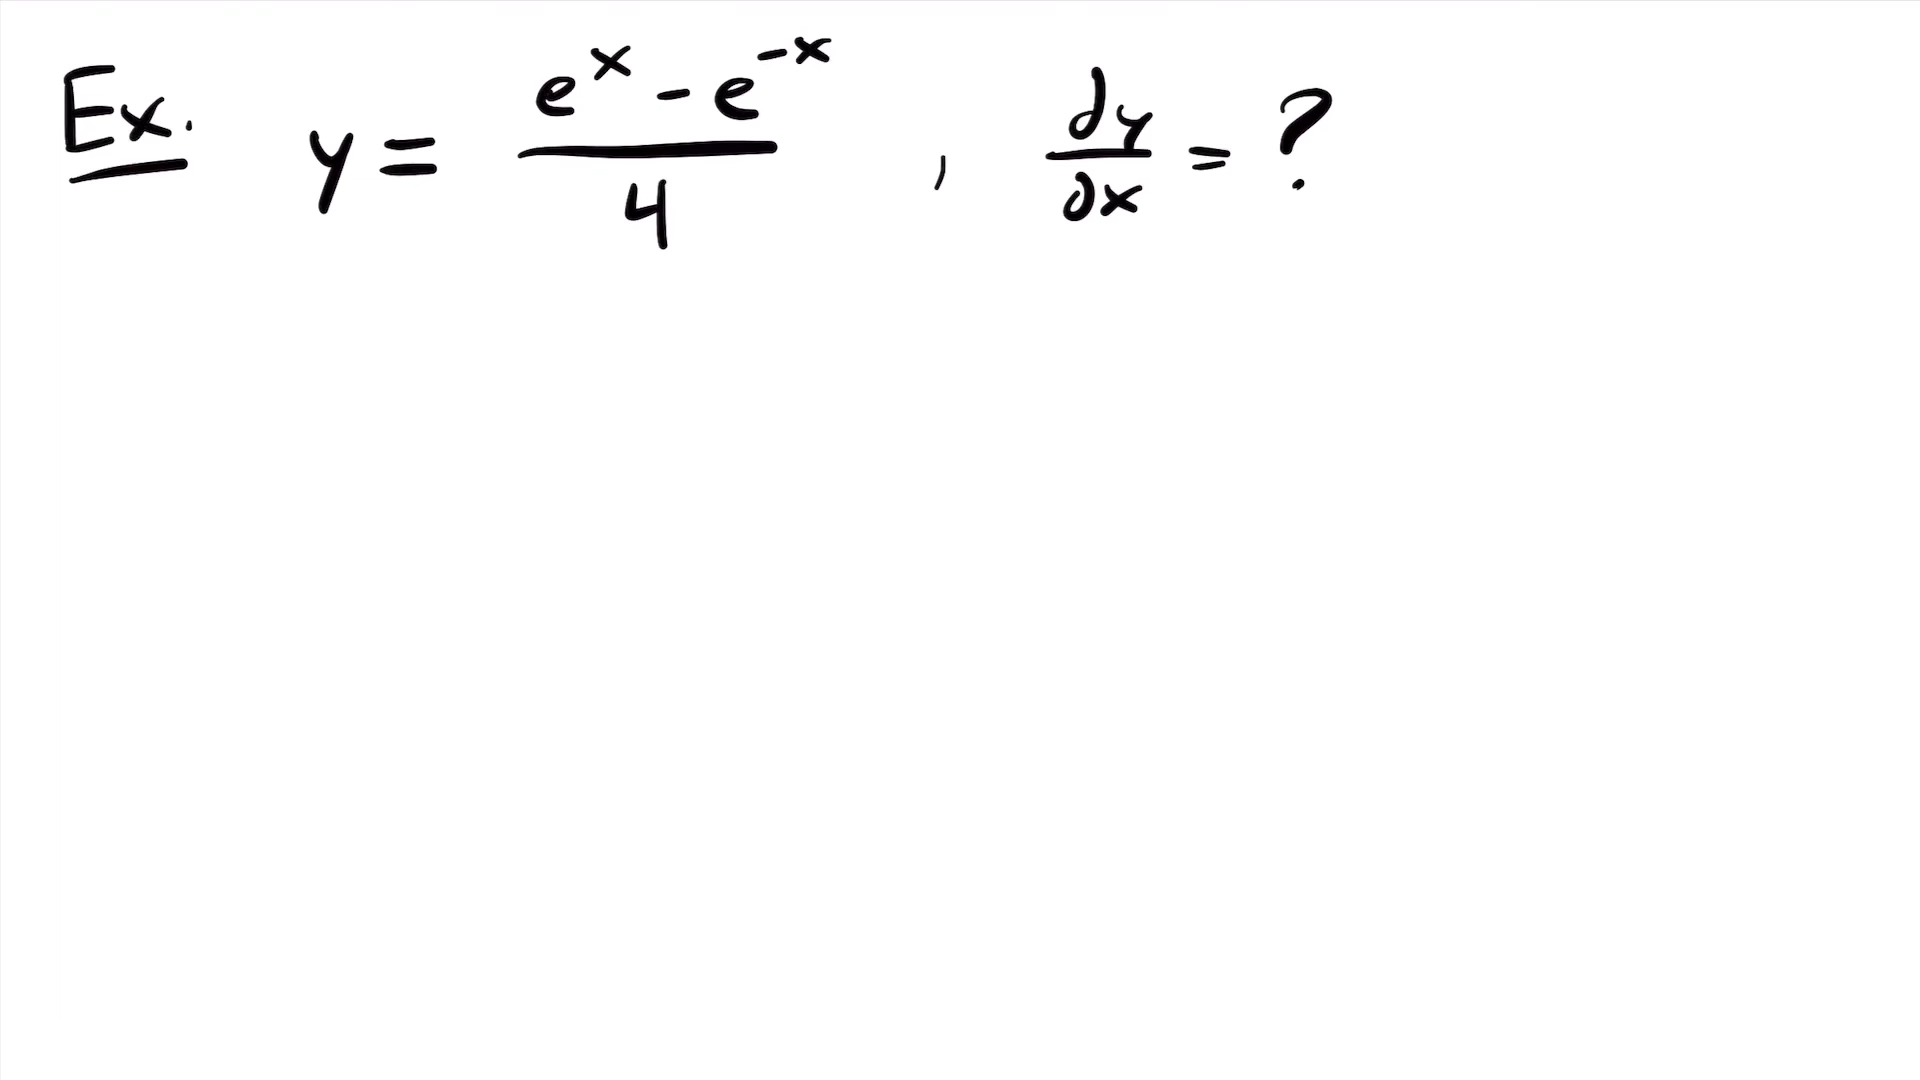 Ex. y = (e^x - e^-x)/4 , dy/dx = ?